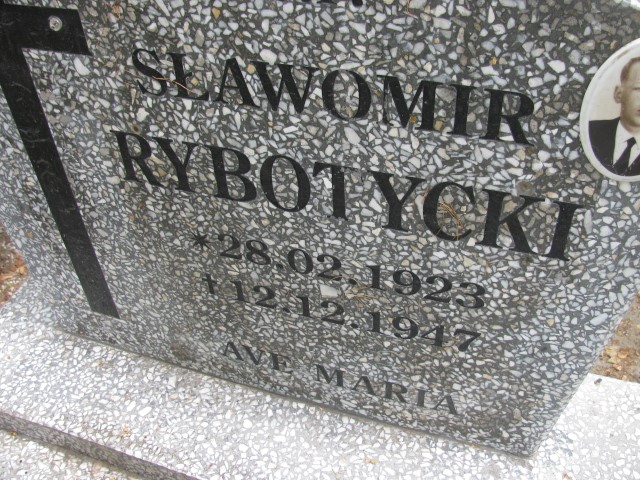 SŁAWOMIR
RYBOTYCKI
* 28.02.1923
† 12.12.1947
AVE MARIA